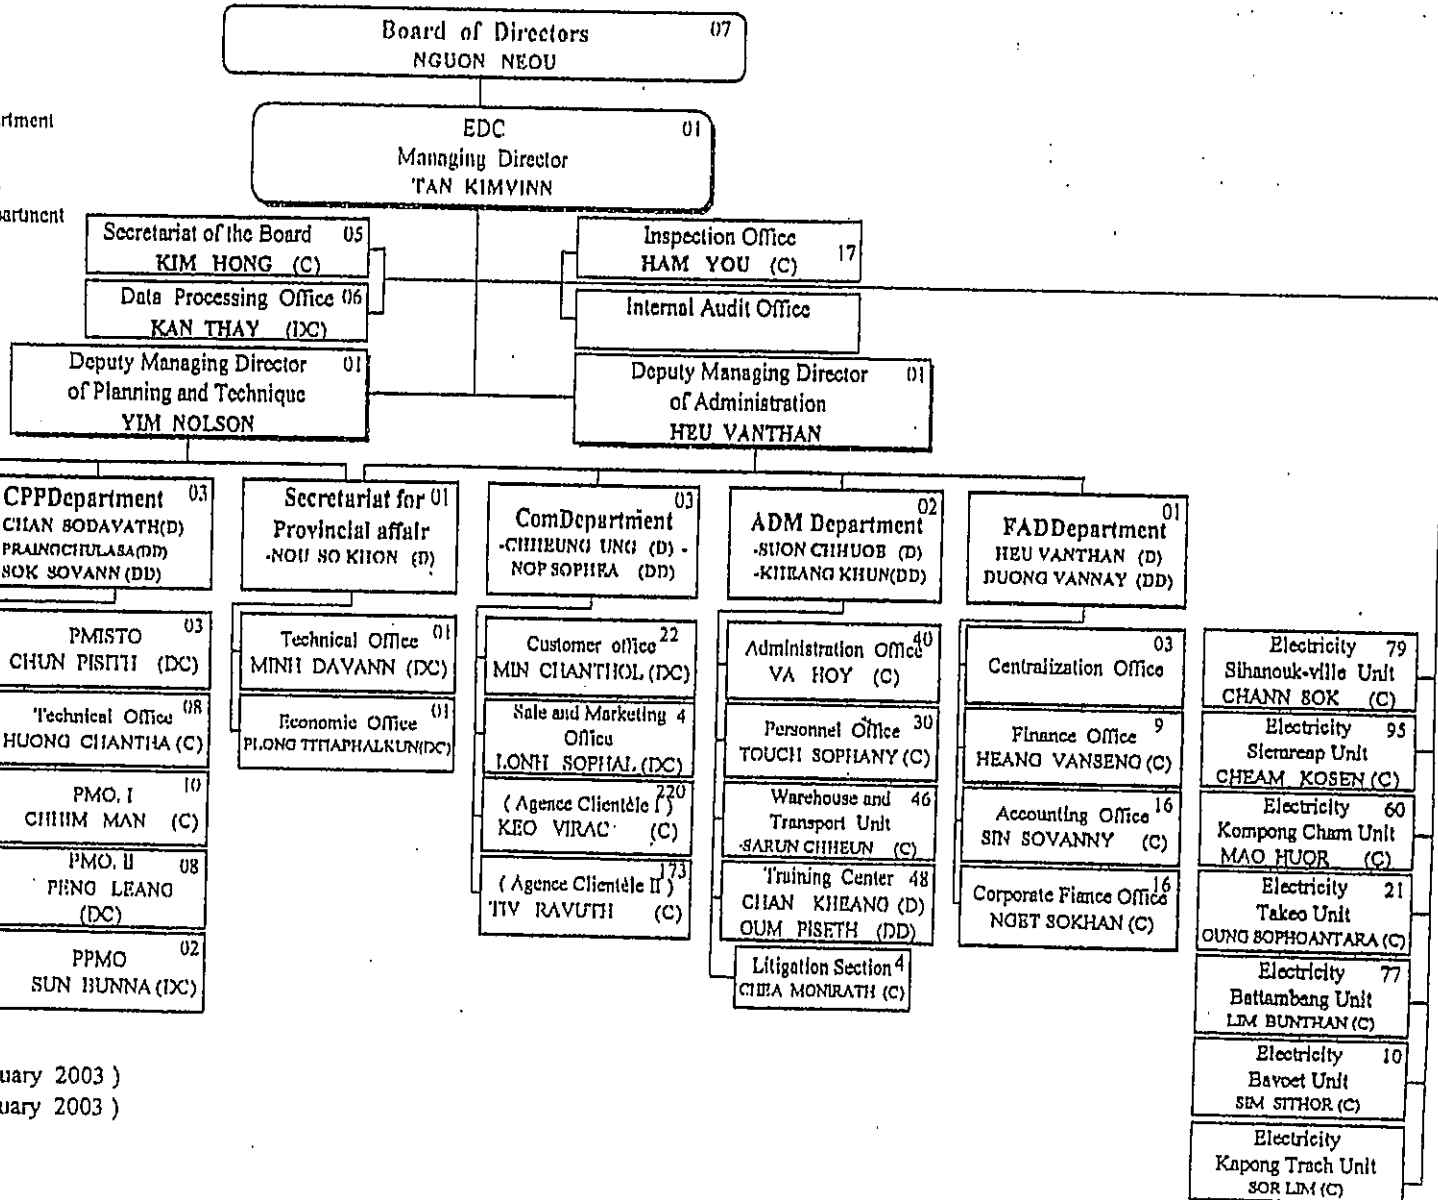 Board of Directors 07
NGUON NEOU
EDC 01
Managing Director
TAN KIMVINN
rtment
partment
Secretariat of the Board 05
KIM HONG (C)
Data Processing Office 06
KAN THAY (DC)
Inspection Office 17
HAM YOU (C)
Internal Audit Office
Deputy Managing Director 01
of Planning and Technique
YIM NOLSON
Deputy Managing Director 01
of Administration
HEU VANTHAN
CPPDepartment 03
CHAN SODAVATH(D)
PRAINGCHULASA(DD)
SOK SOVANN (DD)
Secretariat for 01
Provincial affair
-NOU SO KHON (D)
03
ComDepartment
-CHHEUNG UNG (D) -
NOP SOPHEA (DD)
02
ADM Department
-SUON CHHUOB (D)
-KHEANG KHUN(DD)
01
FADDepartment
HEU VANTHAN (D)
DUONG VANNAY (DD)
PMISTO 03
CHUN PISITH (DC)
Technical Office 08
HUONG CHANTHA (C)
PMO, I 10
CHHIM MAN (C)
PMO, II 08
PENG LEANG
(DC)
PPMO 02
SUN BUNNA (DC)
Technical Office 01
MINH DAVANN (DC)
Economic Office 01
(DC)
Customer office 22
MIN CHANTHOL (DC)
Sale and Marketing 4
Office
LONH SOPHAL (DC)
( Agence Clientèle I ) 220
KEO VIRAC (C)
( Agence Clientèle II ) 173
TIV RAVUTH (C)
Administration Office 40
VA HOY (C)
Personnel Office 30
TOUCH SOPHANY (C)
Warehouse and 46
Transport Unit
-SARUN CHHEUN (C)
Training Center 48
CHAN KHEANG (D)
OUM PISETH (DD)
Litigation Section 4
CHEA MONIRATH (C)
03
Centralization Office
Finance Office 9
HEANG VANSENG (C)
Accounting Office 16
SIN SOVANNY (C)
Corporate Fiance Office 16
NGET SOKHAN (C)
Electricity 79
Sihanouk-ville Unit
CHANN SOK (C)
Electricity 95
Siemreap Unit
CHEAM KOSEN (C)
Electricity 60
Kompong Cham Unit
MAO HUOR (C)
Electricity 21
Takeo Unit
OUNG SOPHOANTARA (C)
Electricity 77
Battambang Unit
LIM BUNTHAN (C)
Electricity 10
Bavoet Unit
SIM SITHOR (C)
Electricity
Kapong Trach Unit
SOR LIM (C)
uary 2003 )
uary 2003 )